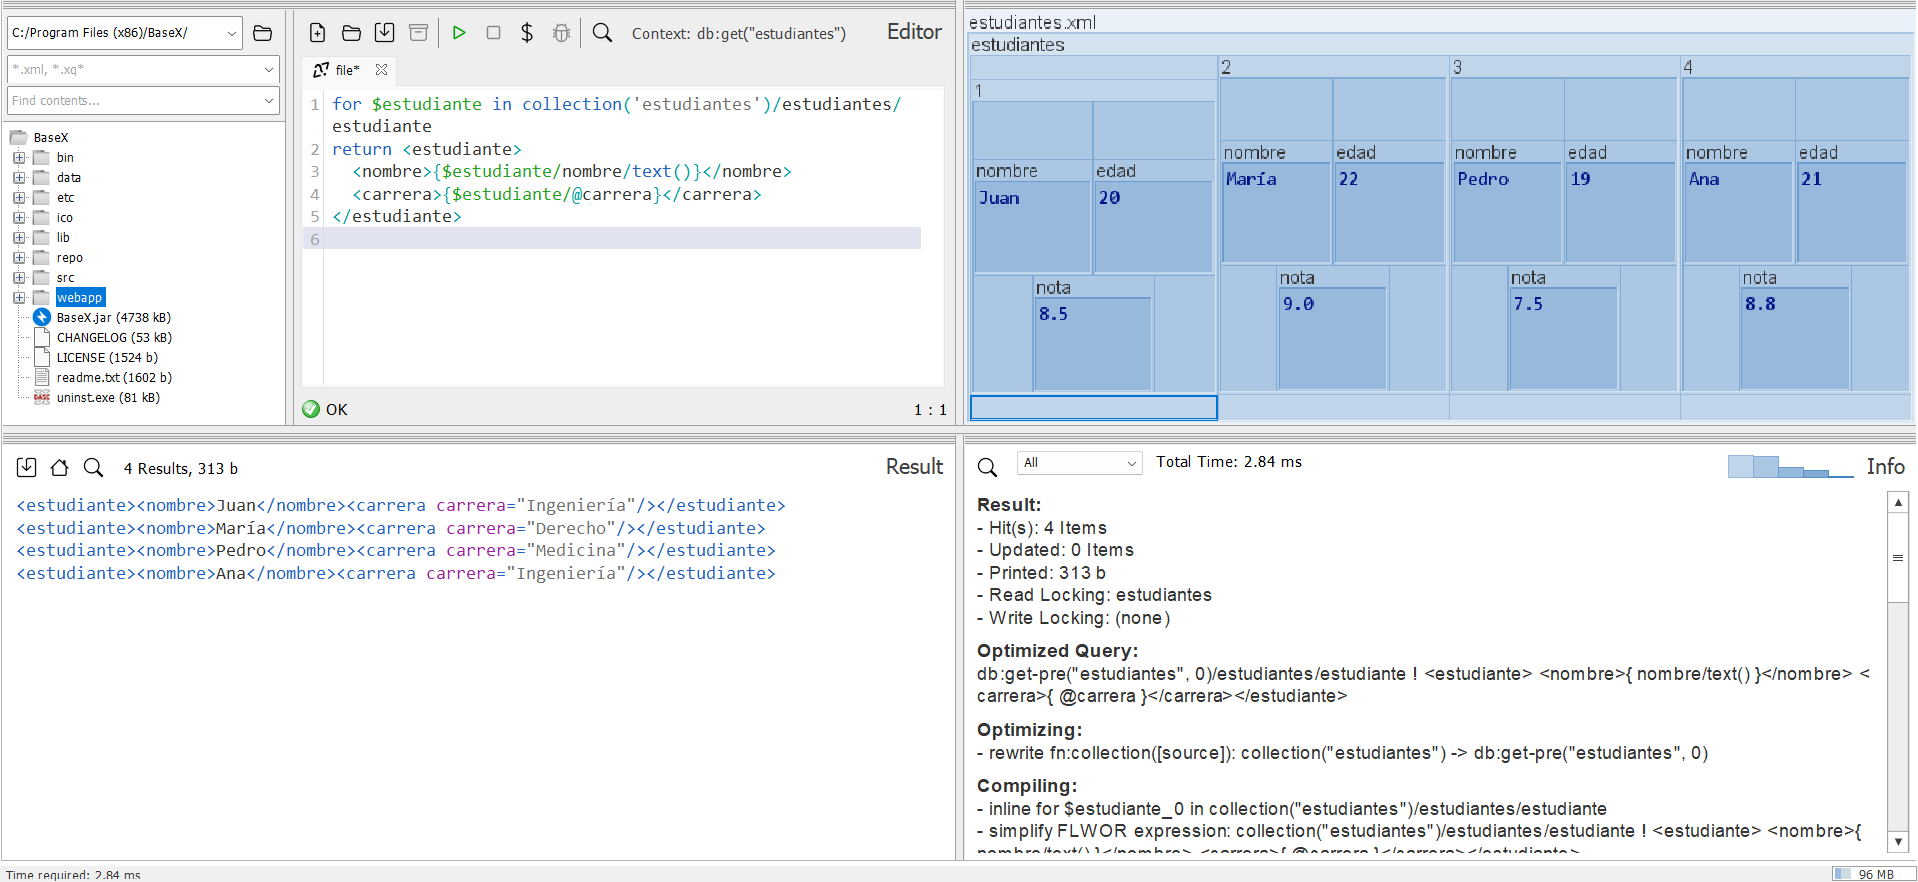 C:/Program Files (x86)/BaseX/
*.xml, *.xq*
Find contents...
BaseX
bin
data
etc
ico
lib
repo
src
webapp
BaseX.jar (4738 kB)
CHANGELOG (53 kB)
LICENSE (1524 b)
readme.txt (1602 b)
uninst.exe (81 kB)
$ Context: db:get("estudiantes") Editor
file*
1 for $estudiante in collection('estudiantes')/estudiantes/
estudiante
2 return <estudiante>
3 <nombre>{$estudiante/nombre/text()}</nombre>
4 <carrera>{$estudiante/@carrera}</carrera>
5 </estudiante>
6
OK 1 : 1
estudiantes.xml
estudiantes
1
nombre edad
Juan 20
nota
8.5
2
nombre edad
María 22
nota
9.0
3
nombre edad
Pedro 19
nota
7.5
4
nombre edad
Ana 21
nota
8.8
4 Results, 313 b Result
<estudiante><nombre>Juan</nombre><carrera carrera="Ingeniería"/></estudiante>
<estudiante><nombre>María</nombre><carrera carrera="Derecho"/></estudiante>
<estudiante><nombre>Pedro</nombre><carrera carrera="Medicina"/></estudiante>
<estudiante><nombre>Ana</nombre><carrera carrera="Ingeniería"/></estudiante>
All Total Time: 2.84 ms Info
Result:
- Hit(s): 4 Items
- Updated: 0 Items
- Printed: 313 b
- Read Locking: estudiantes
- Write Locking: (none)
Optimized Query:
db:get-pre("estudiantes", 0)/estudiantes/estudiante ! <estudiante> <nombre>{ nombre/text() }</nombre> <
carrera>{ @carrera }</carrera></estudiante>
Optimizing:
- rewrite fn:collection([source]): collection("estudiantes") -> db:get-pre("estudiantes", 0)
Compiling:
- inline for $estudiante_0 in collection("estudiantes")/estudiantes/estudiante
- simplify FLWOR expression: collection("estudiantes")/estudiantes/estudiante ! <estudiante> <nombre>{
nombre/text() }</nombre> <carrera>{ @carrera }</carrera></estudiante>
Time required: 2.84 ms
96 MB